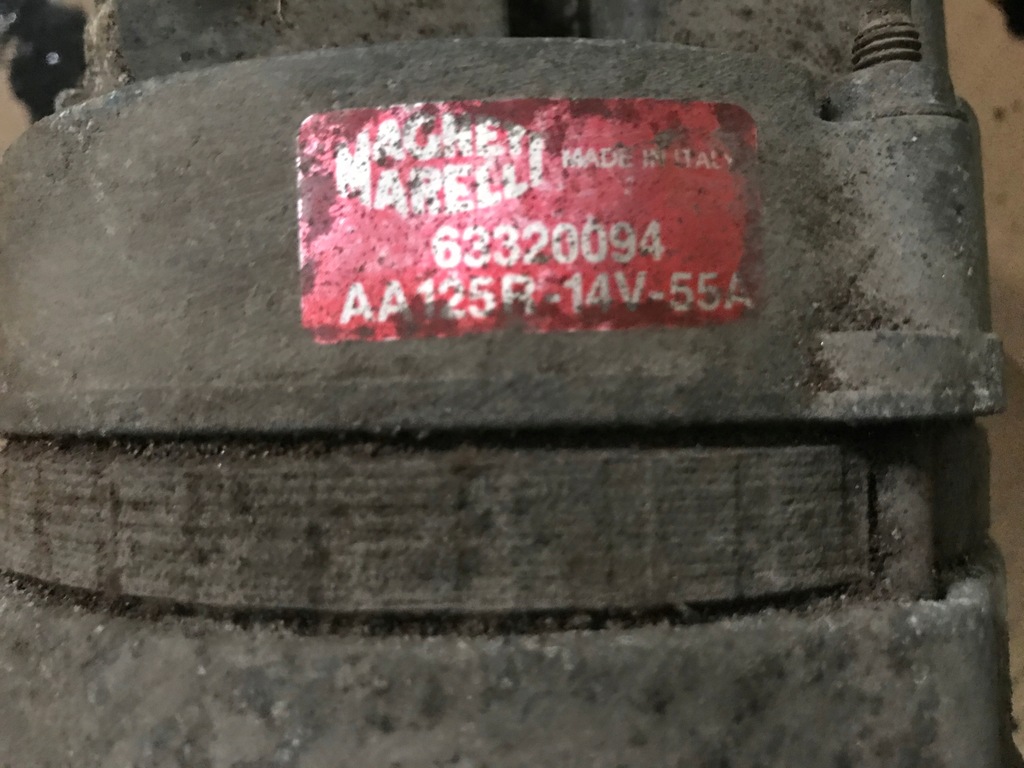 MAGNETI
MARELLI
MADE IN ITALY
63320094
AA125R-14V-55A